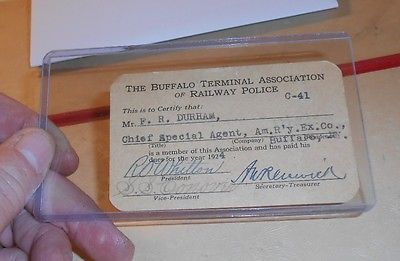 THE BUFFALO TERMINAL ASSOCIATION
OF RAILWAY POLICE
C-41
This is to Certify that:
Mr. F. R. DURHAM,
Chief Special Agent, Am.R'y.Ex.Co.,
(Title) (Company) Buffalo,
is a member of this Association and has paid his
dues for the year 1924
President
Secretary-Treasurer
Vice-President